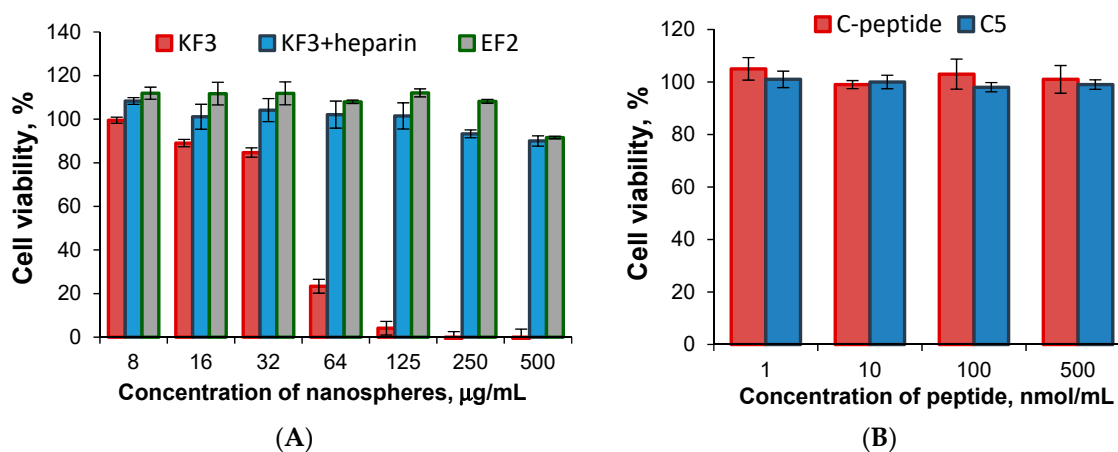 KF3 KF3+heparin EF2
140
120
100
80
60
40
20
0
Cell viability, %
8 16 32 64 125 250 500
Concentration of nanospheres, µg/mL
(A)
C-peptide C5
120
100
80
60
40
20
0
Cell viability, %
1 10 100 500
Concentration of peptide, nmol/mL
(B)